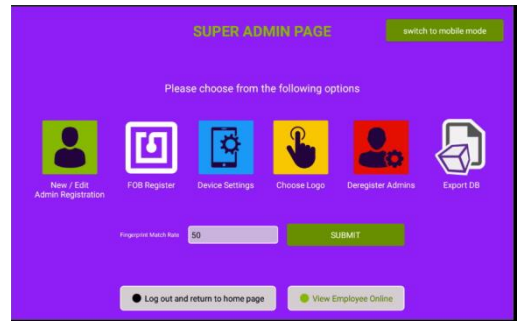 SUPER ADMIN PAGE
switch to mobile mode
Please choose from the following options
New / Edit
Admin Registration
FOB Register
Device Settings
Choose Logo
Deregister Admins
Export DB
Fingerprint Match Rate
50
SUBMIT
Log out and return to home page
View Employee Online